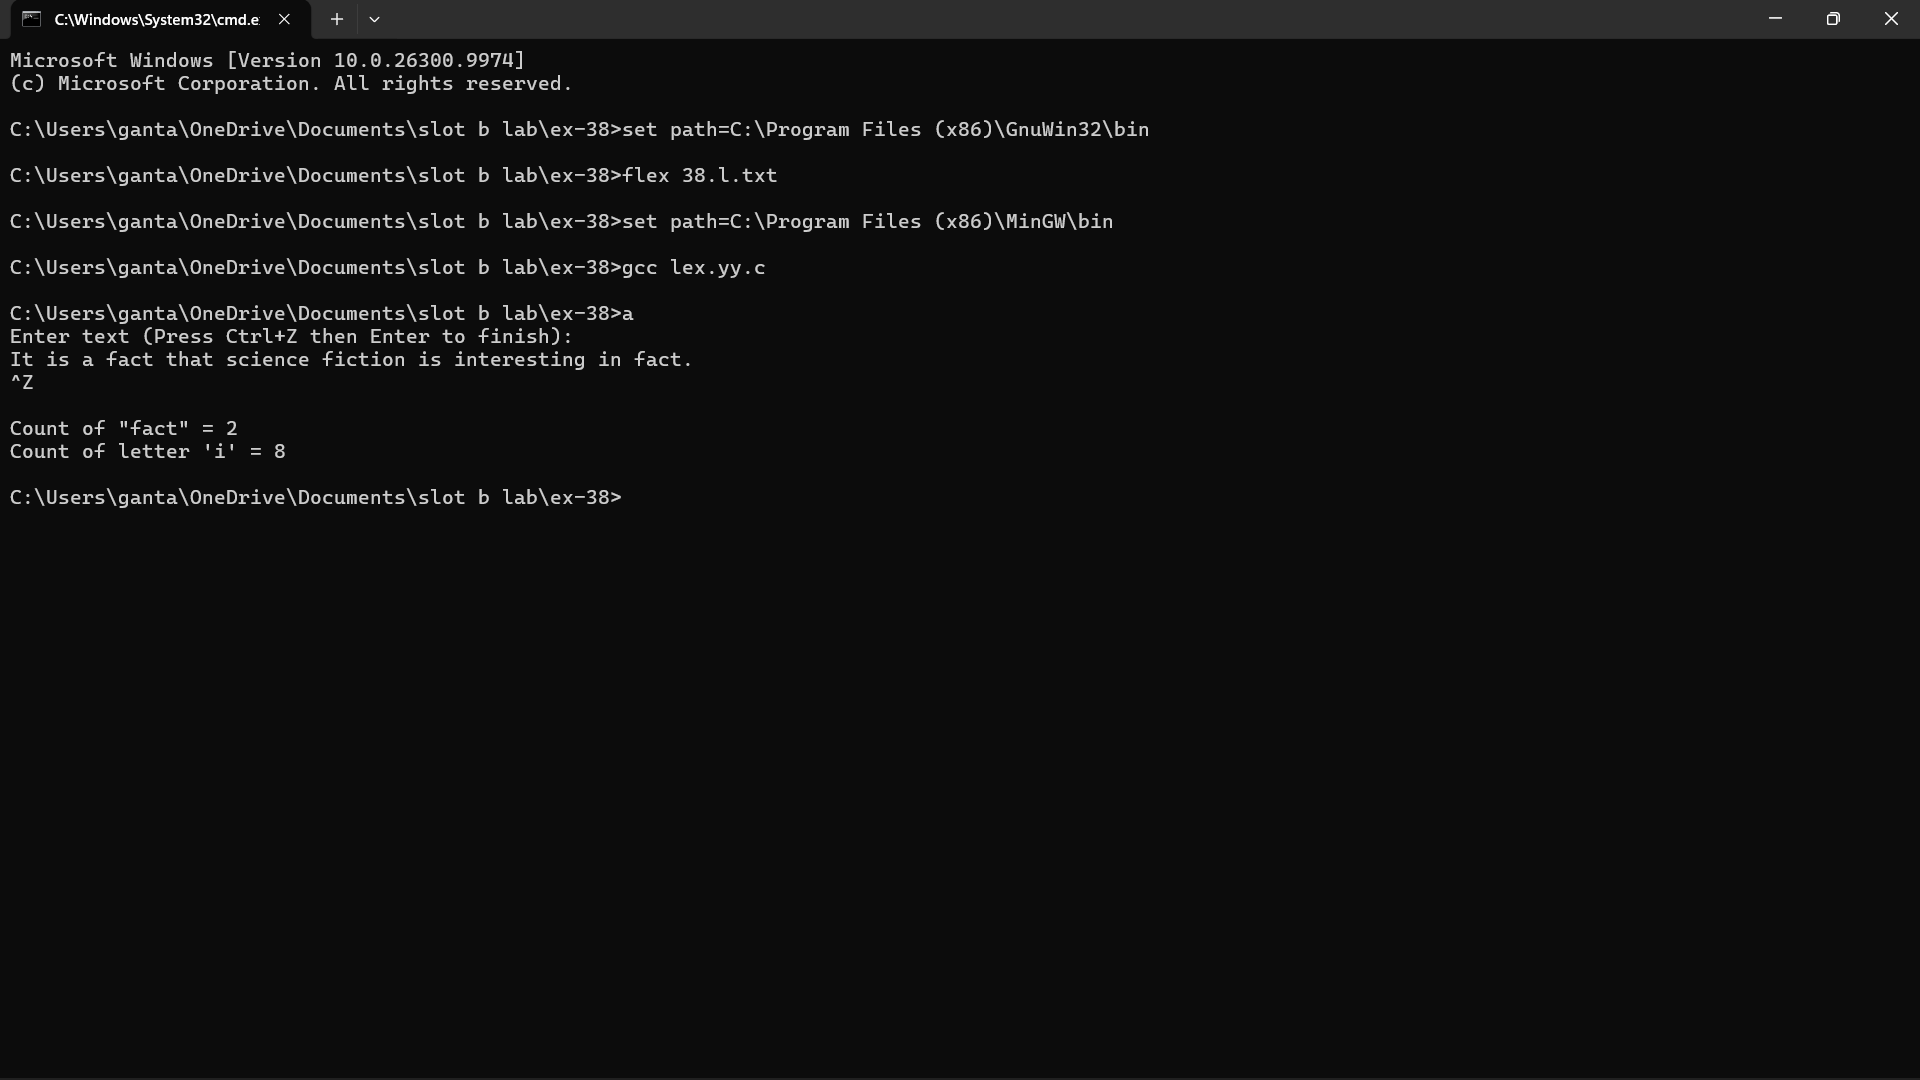 C:\Windows\System32\cmd.e
Microsoft Windows [Version 10.0.26300.9974]
(c) Microsoft Corporation. All rights reserved.
C:\Users\ganta\OneDrive\Documents\slot b lab\ex-38>set path=C:\Program Files (x86)\GnuWin32\bin
C:\Users\ganta\OneDrive\Documents\slot b lab\ex-38>flex 38.l.txt
C:\Users\ganta\OneDrive\Documents\slot b lab\ex-38>set path=C:\Program Files (x86)\MinGW\bin
C:\Users\ganta\OneDrive\Documents\slot b lab\ex-38>gcc lex.yy.c
C:\Users\ganta\OneDrive\Documents\slot b lab\ex-38>a
Enter text (Press Ctrl+Z then Enter to finish):
It is a fact that science fiction is interesting in fact.
^Z
Count of "fact" = 2
Count of letter 'i' = 8
C:\Users\ganta\OneDrive\Documents\slot b lab\ex-38>